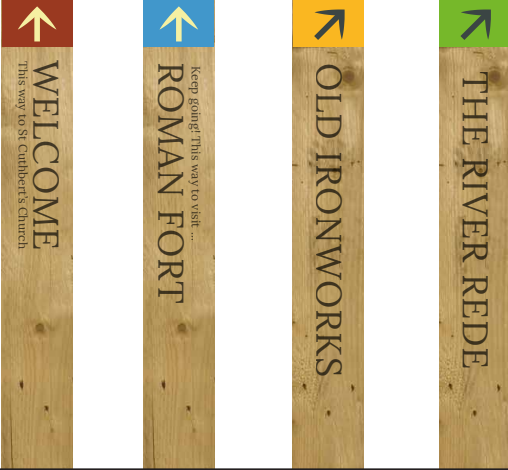 WELCOME
This way to St Cuthbert's Church
Keep going! This way to visit ...
ROMAN FORT
OLD IRONWORKS
THE RIVER REDE